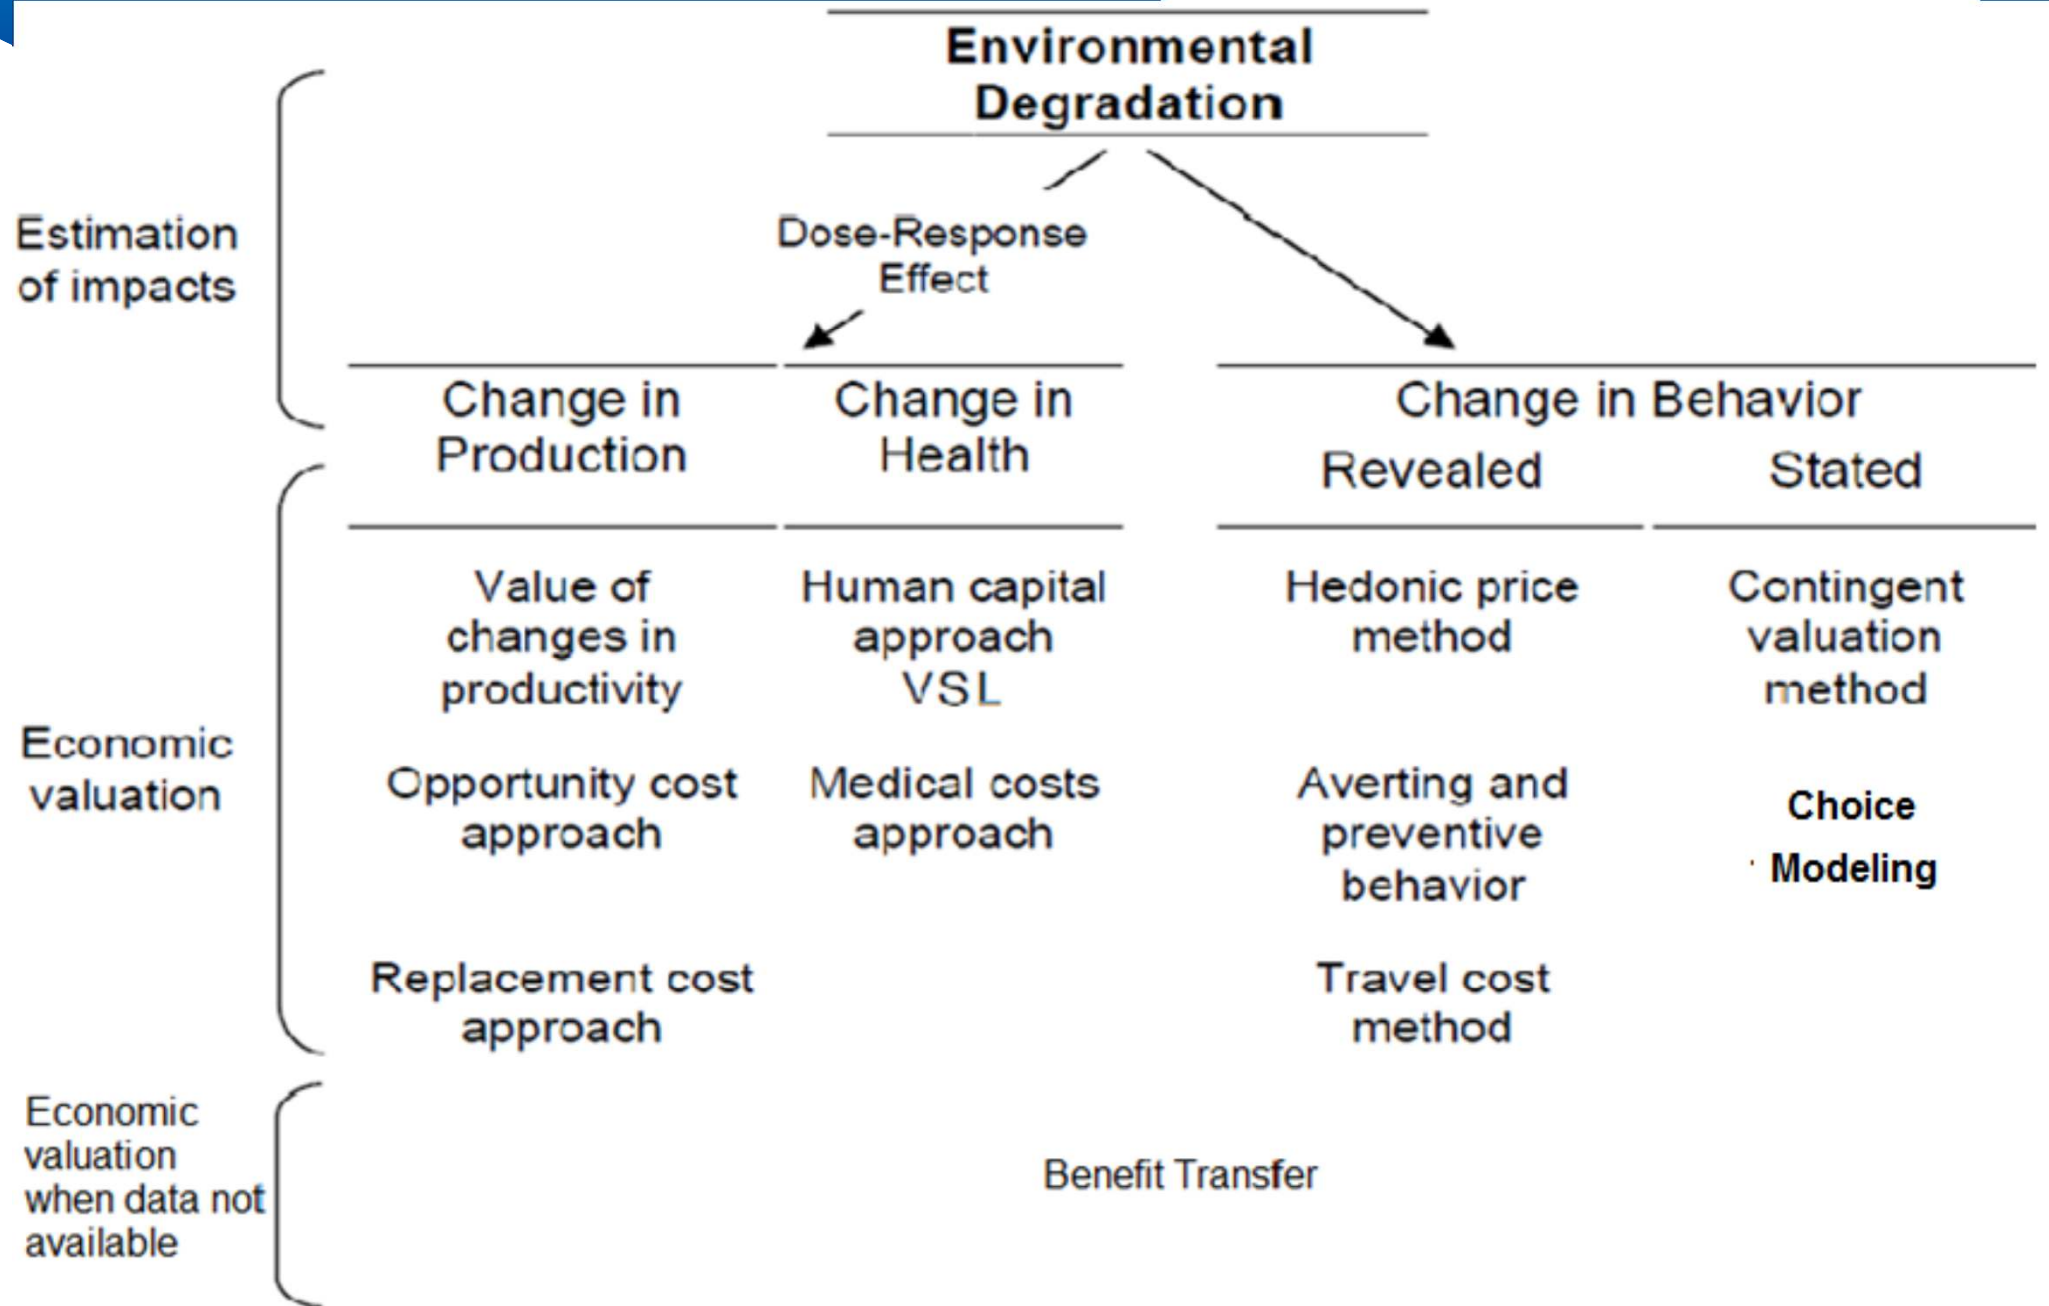 Environmental
Degradation
Estimation
of impacts
Dose-Response
Effect
Change in
Production
Change in
Health
Change in Behavior
Revealed
Stated
Economic
valuation
Value of
changes in
productivity
Human capital
approach
VSL
Hedonic price
method
Contingent
valuation
method
Opportunity cost
approach
Medical costs
approach
Averting and
preventive
behavior
Choice
Modeling
Replacement cost
approach
Travel cost
method
Economic
valuation
when data not
available
Benefit Transfer